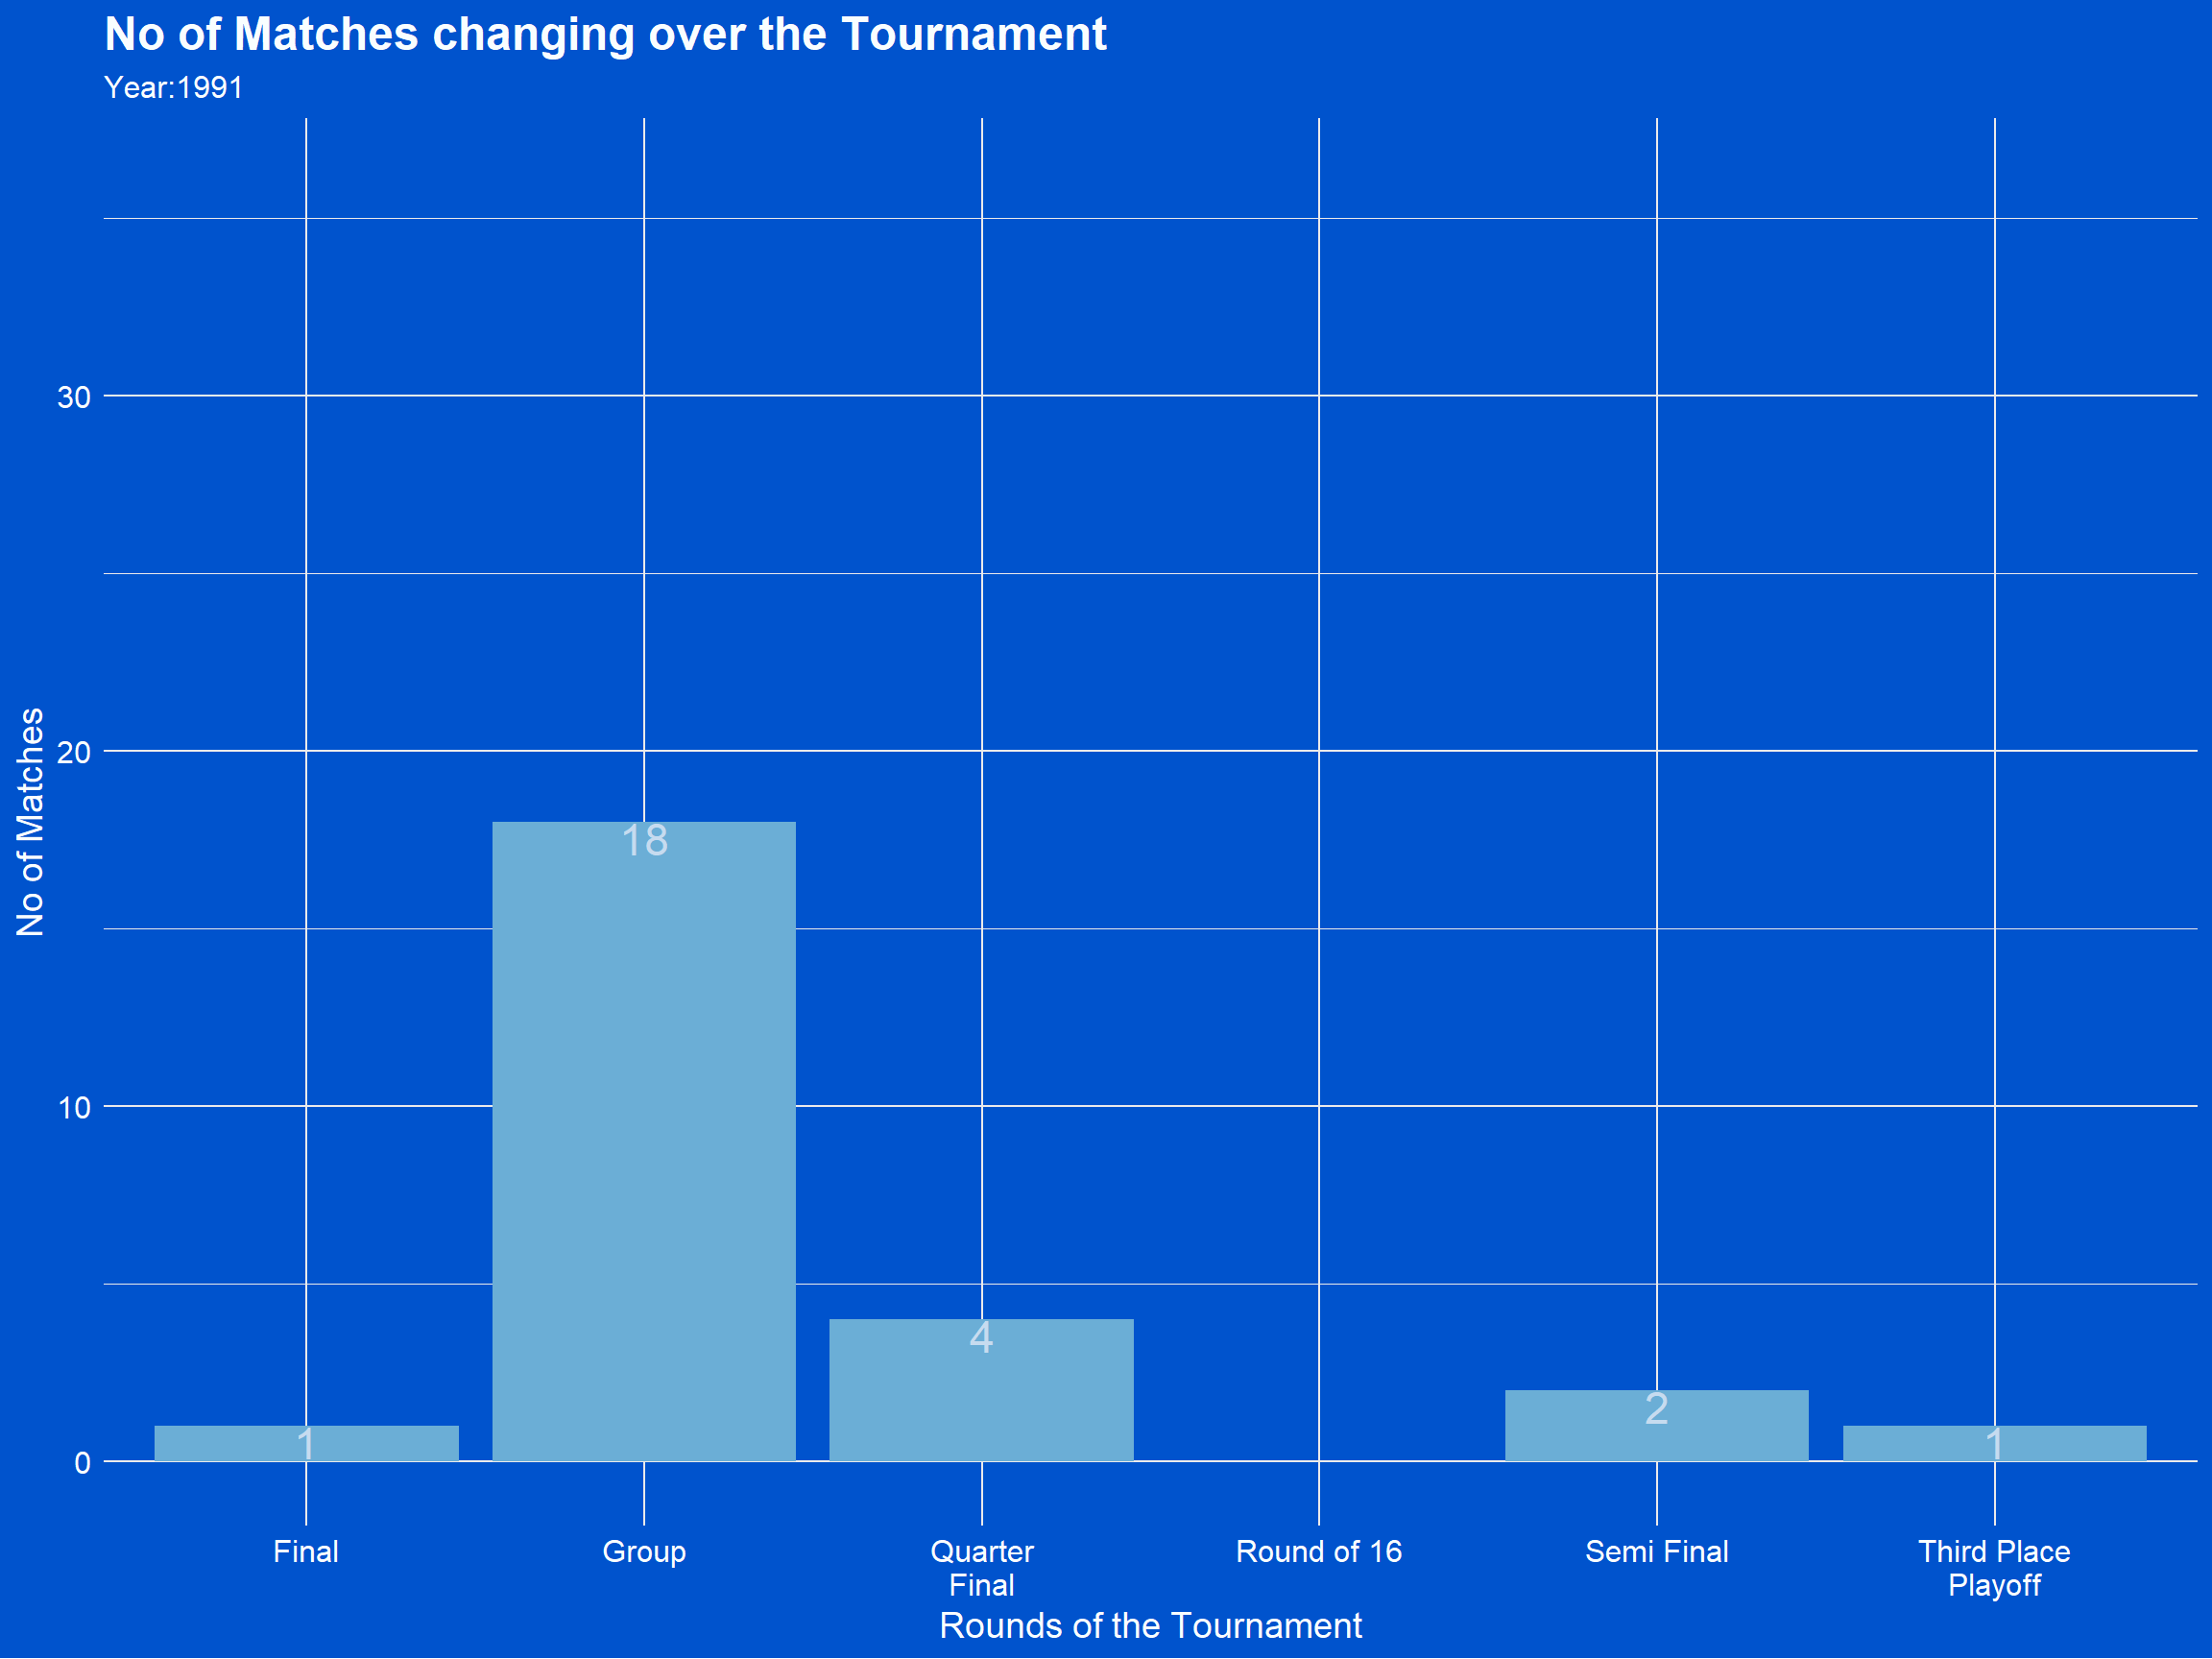 No of Matches changing over the Tournament
Year:1991
No of Matches
30
20
10
0
1
18
4
2
1
Final
Group
Quarter
Final
Round of 16
Semi Final
Third Place
Playoff
Rounds of the Tournament